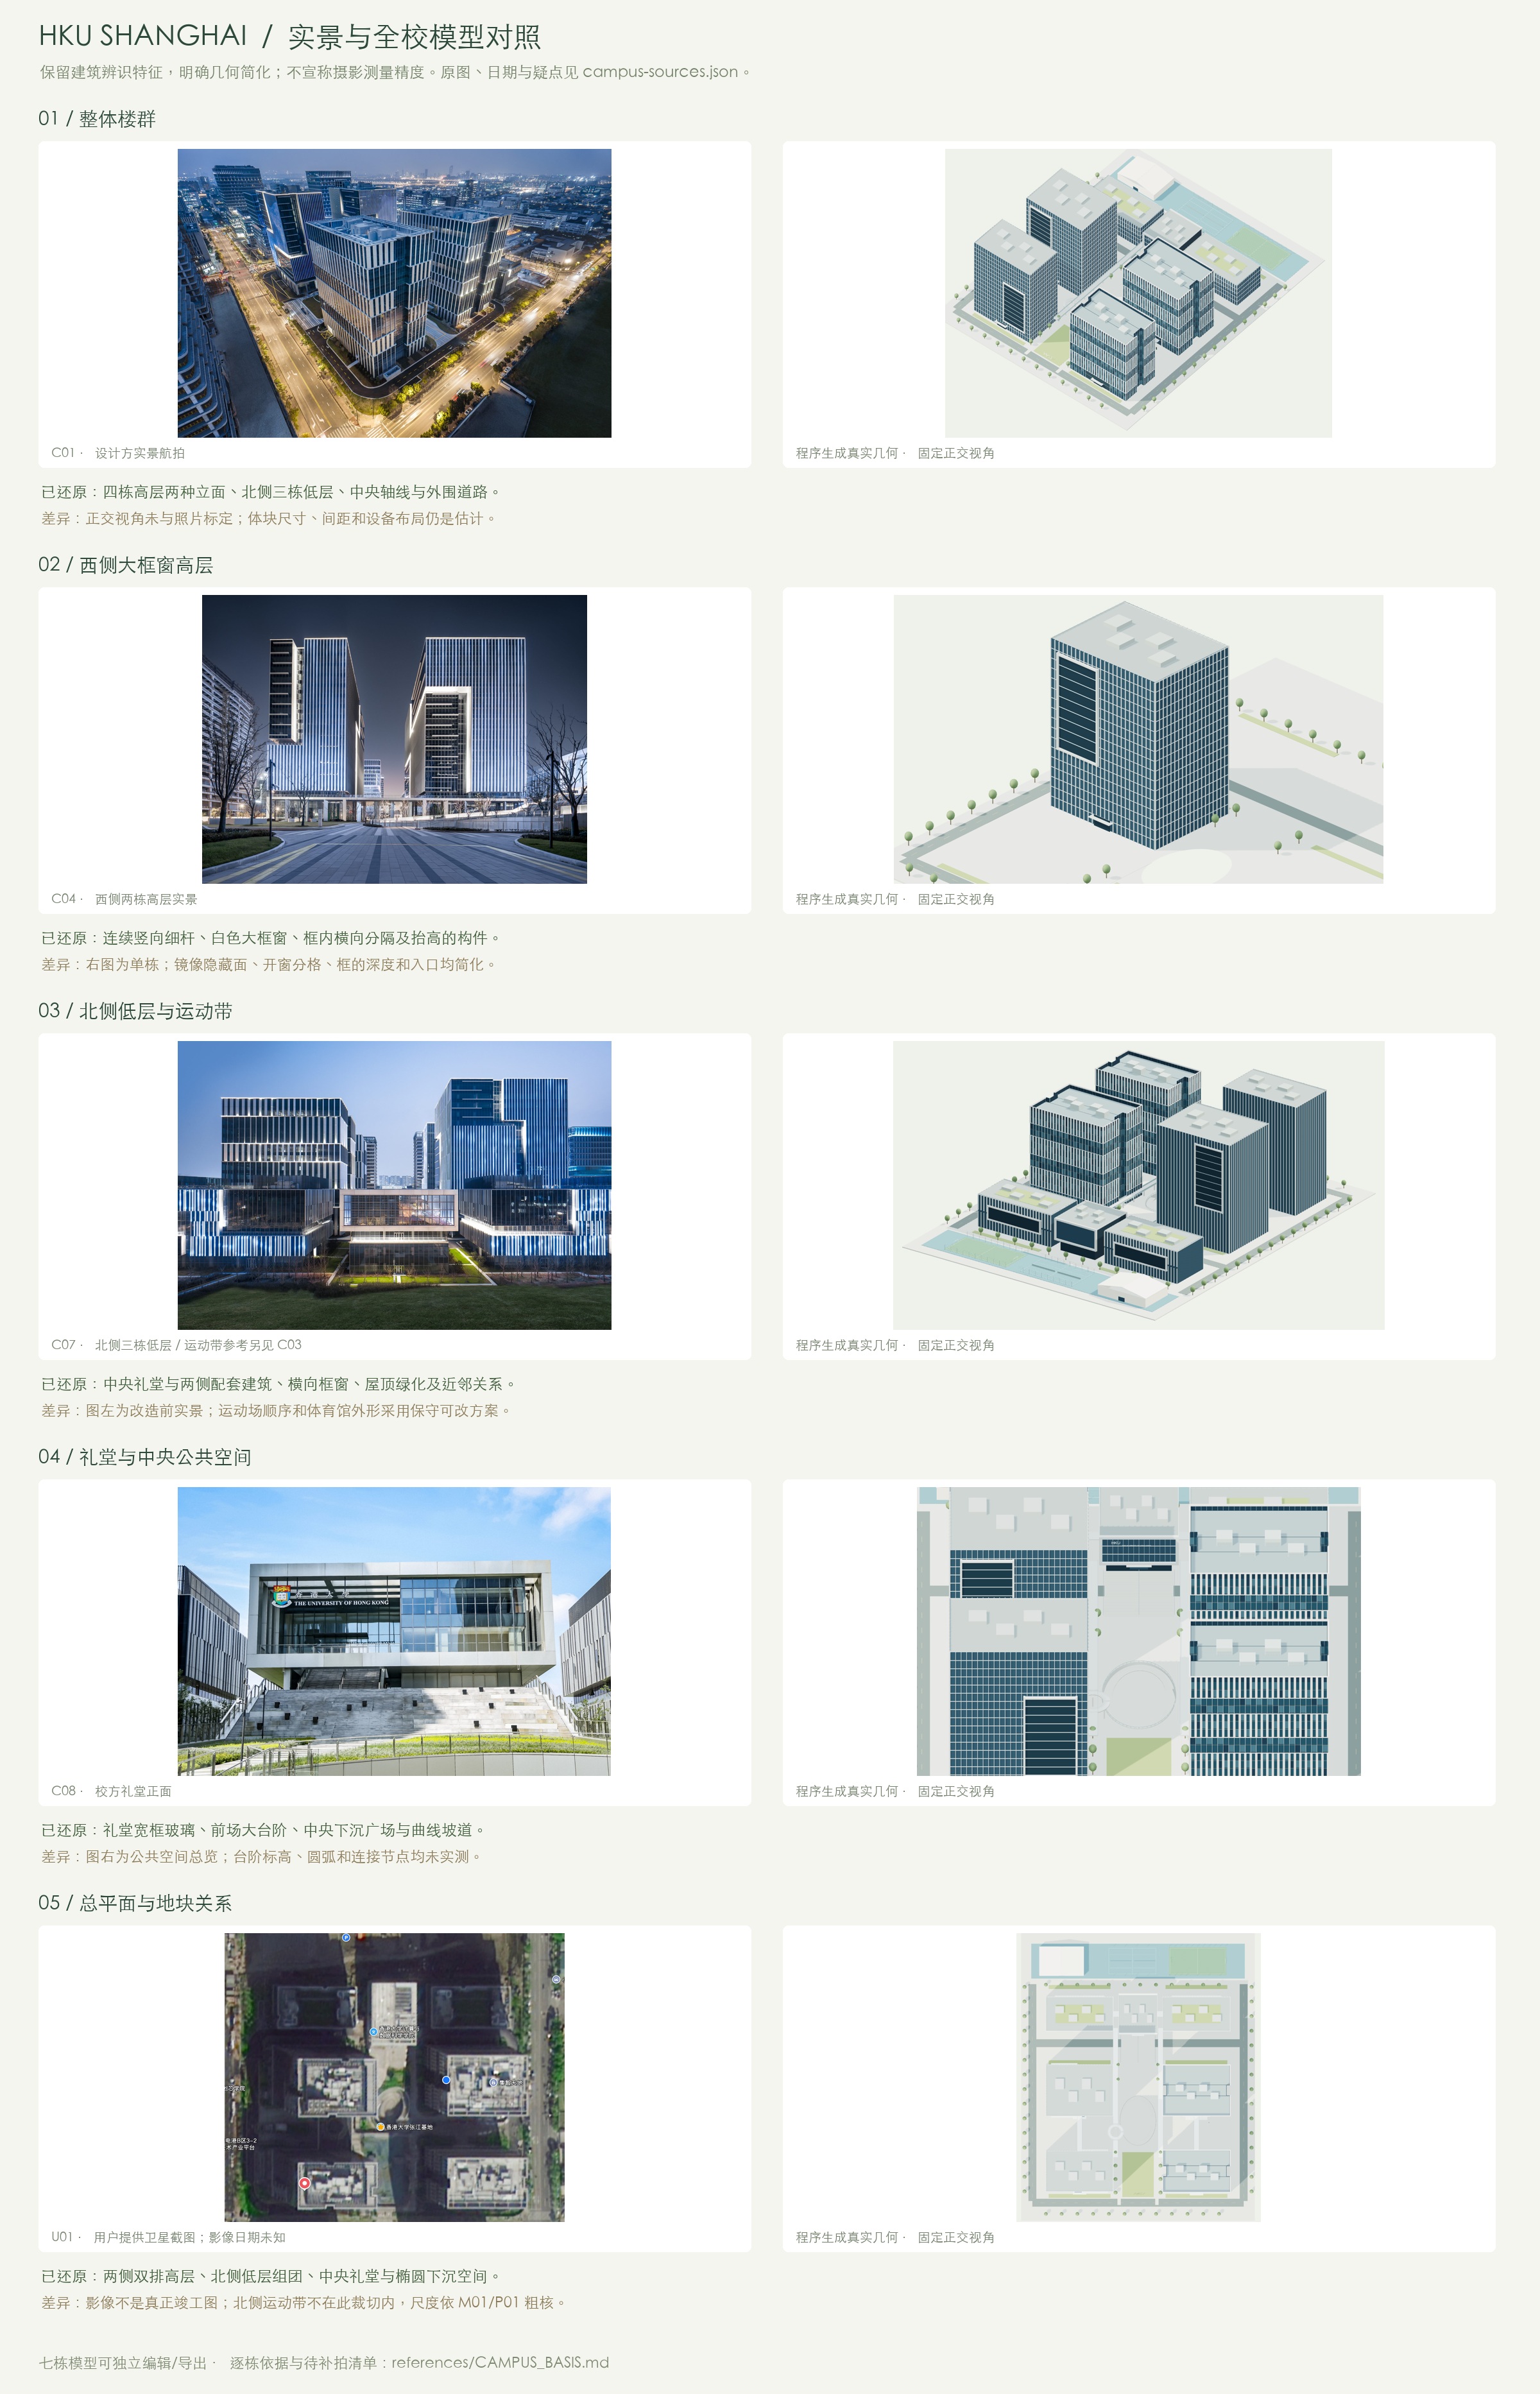 HKU SHANGHAI / 实景与全校模型对照
保留建筑辨识特征，明确几何简化；不宣称摄影测量精度。原图、日期与疑点见 campus-sources.json。
01 / 整体楼群
C01 · 设计方实景航拍
程序生成真实几何 · 固定正交视角
已还原：四栋高层两种立面、北侧三栋低层、中央轴线与外围道路。
差异：正交视角未与照片标定；体块尺寸、间距和设备布局仍是估计。
02 / 西侧大框窗高层
C04 · 西侧两栋高层实景
程序生成真实几何 · 固定正交视角
已还原：连续竖向细杆、白色大框窗、框内横向分隔及抬高的构件。
差异：右图为单栋；镜像隐藏面、开窗分格、框的深度和入口均简化。
03 / 北侧低层与运动带
C07 · 北侧三栋低层 / 运动带参考另见 C03
程序生成真实几何 · 固定正交视角
已还原：中央礼堂与两侧配套建筑、横向框窗、屋顶绿化及近邻关系。
差异：图左为改造前实景；运动场顺序和体育馆外形采用保守可改方案。
04 / 礼堂与中央公共空间
THE UNIVERSITY OF HONG KONG
C08 · 校方礼堂正面
程序生成真实几何 · 固定正交视角
已还原：礼堂宽框玻璃、前场大台阶、中央下沉广场与曲线坡道。
差异：图右为公共空间总览；台阶标高、圆弧和连接节点均未实测。
05 / 总平面与地块关系
香港大学张江基地
U01 · 用户提供卫星截图；影像日期未知
程序生成真实几何 · 固定正交视角
已还原：两侧双排高层、北侧低层组团、中央礼堂与椭圆下沉空间。
差异：影像不是真正竣工图；北侧运动带不在此裁切内，尺度依 M01/P01 粗核。
七栋模型可独立编辑/导出 · 逐栋依据与待补拍清单：references/CAMPUS_BASIS.md